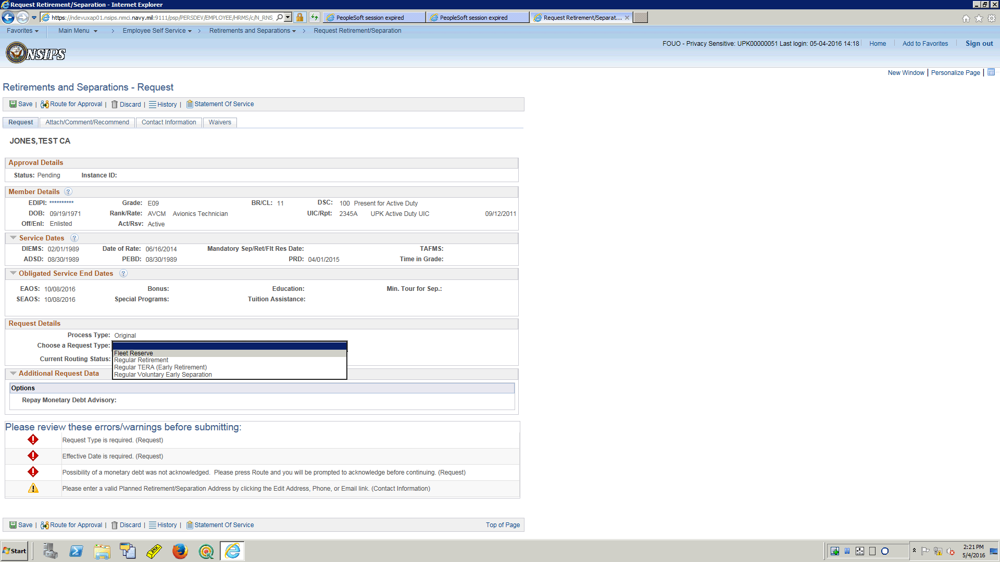 Request Retirement/Separation - Internet Explorer
https://ndevuxap01.nsips.nmci.navy.mil:9111/psp/PERSDEV/EMPLOYEE/HRMS/c/N_RNS_ PeopleSoft session expired PeopleSoft session expired Request Retirement/Separat...
Favorites Main Menu > Employee Self Service > Retirements and Separations > Request Retirement/Separation
NSIPS FOUO - Privacy Sensitive: UPK00000051 Last login: 05-04-2016 14:18 Home Add to Favorites Sign out
New Window | Personalize Page |
Retirements and Separations - Request
Save | Route for Approval | Discard | History | Statement Of Service
Request Attach/Comment/Recommend Contact Information Waivers
JONES,TEST CA
Approval Details
Status: Pending Instance ID:
Member Details ?
EDIPI: ********** Grade: E09 BR/CL: 11 DSC: 100 Present for Active Duty
DOB: 09/19/1971 Rank/Rate: AVCM Avionics Technician UIC/Rpt: 2345A UPK Active Duty UIC 09/12/2011
Off/Enl: Enlisted Act/Rsv: Active
Service Dates ?
DIEMS: 02/01/1989 Date of Rate: 06/16/2014 Mandatory Sep/Ret/Flt Res Date: TAFMS:
ADSD: 08/30/1989 PEBD: 08/30/1989 PRD: 04/01/2015 Time in Grade:
Obligated Service End Dates ?
EAOS: 10/08/2016 Bonus: Education: Min. Tour for Sep.:
SEAOS: 10/08/2016 Special Programs: Tuition Assistance:
Request Details
Process Type: Original
Choose a Request Type:
Fleet Reserve
Current Routing Status: Regular Retirement
Regular TERA (Early Retirement)
Additional Request Data Regular Voluntary Early Separation
Options
Repay Monetary Debt Advisory:
Please review these errors/warnings before submitting:
Request Type is required. (Request)
Effective Date is required. (Request)
Possibility of a monetary debt was not acknowledged. Please press Route and you will be prompted to acknowledge before continuing. (Request)
Please enter a valid Planned Retirement/Separation Address by clicking the Edit Address, Phone, or Email link. (Contact Information)
Save | Route for Approval | Discard | History | Statement Of Service Top of Page
Start 2:21 PM
5/4/2016